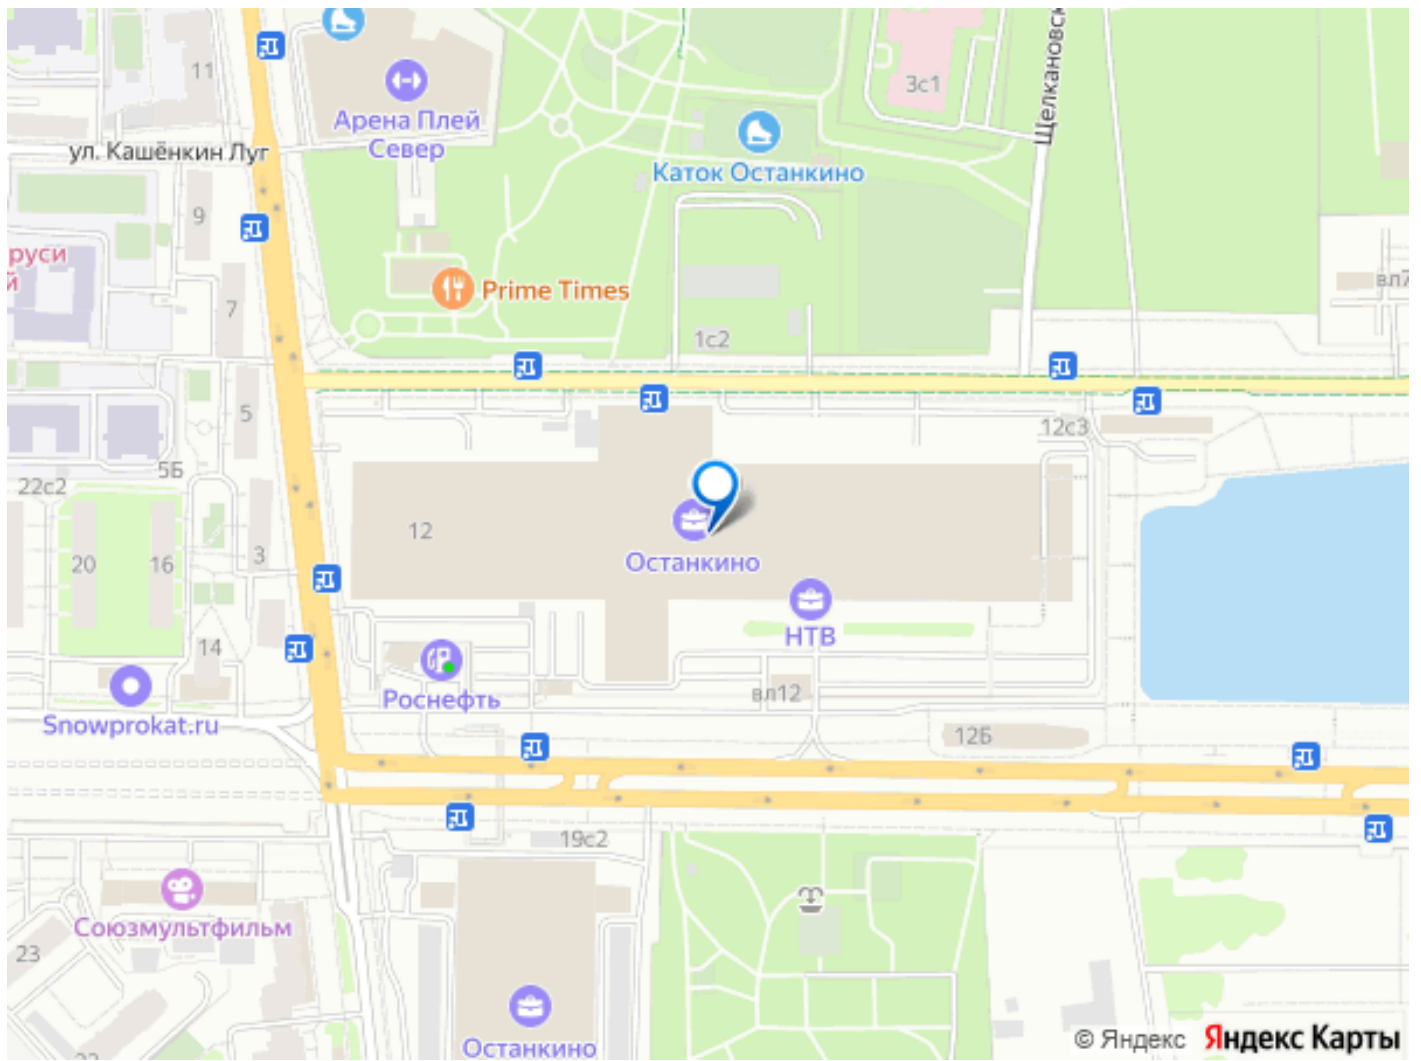 11
Арена Плей
Север
3с1
Щелкановск
ул. Кашёнкин Луг
Каток Останкино
9
руси
й
Prime Times
вл7
7
1с2
5
12с3
5Б
22с2
12
20
16
3
Останкино
НТВ
14
Роснефть
вл12
Snowprokat.ru
12Б
19с2
Союзмультфильм
23
Останкино
© Яндекс Яндекс Карты